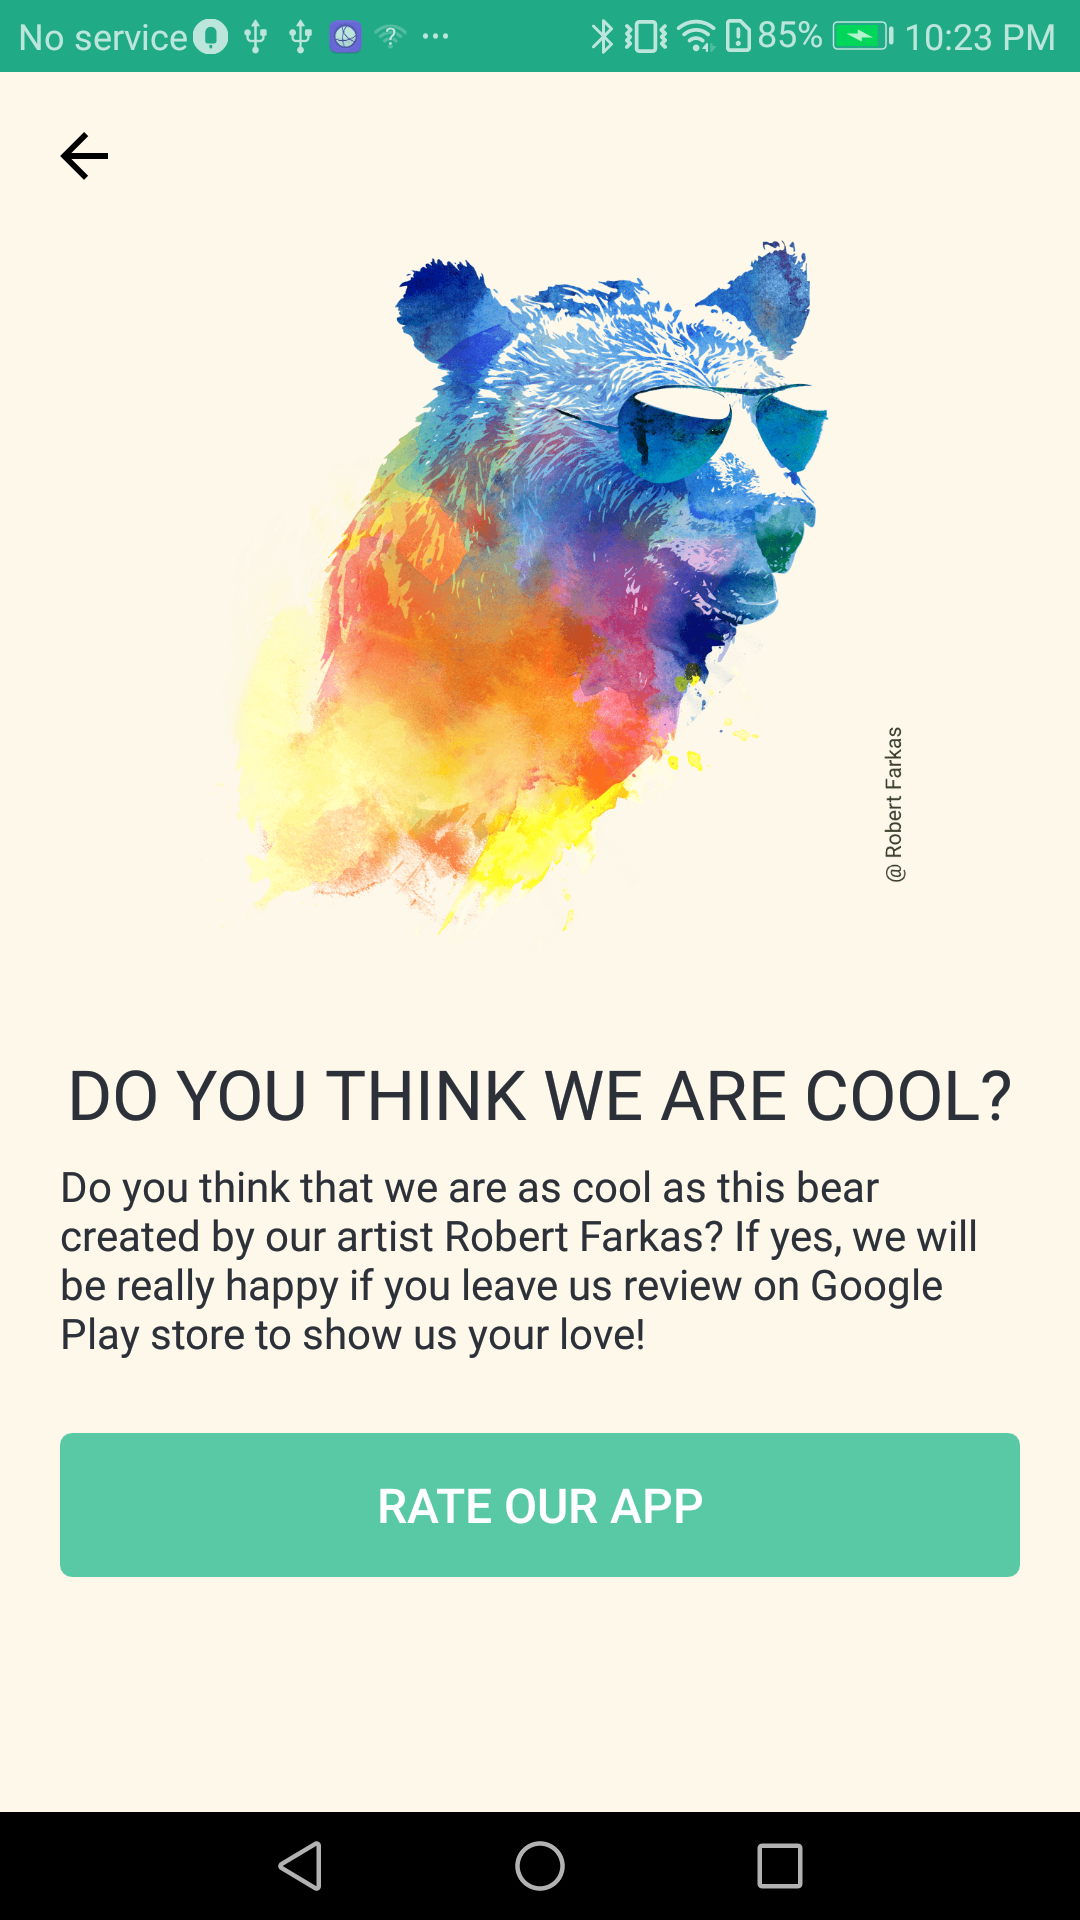 No service
85%
10:23 PM
@ Robert Farkas
DO YOU THINK WE ARE COOL?
Do you think that we are as cool as this bear
created by our artist Robert Farkas? If yes, we will
be really happy if you leave us review on Google
Play store to show us your love!
RATE OUR APP